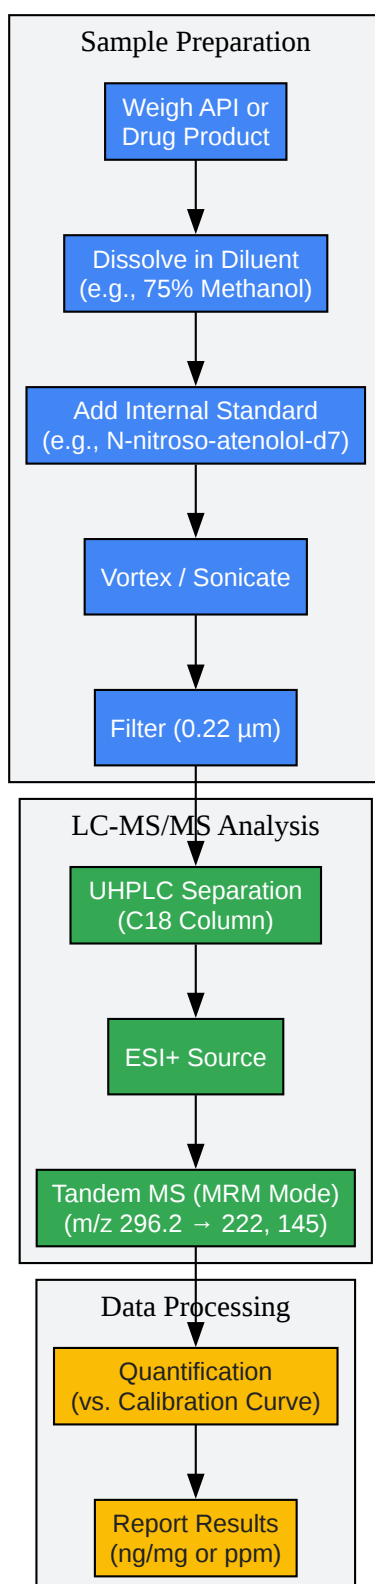 Sample Preparation
Weigh API or
Drug Product
Dissolve in Diluent
(e.g., 75% Methanol)
Add Internal Standard
(e.g., N-nitroso-atenolol-d7)
Vortex / Sonicate
Filter (0.22 µm)
LC-MS/MS Analysis
UHPLC Separation
(C18 Column)
ESI+ Source
Tandem MS (MRM Mode)
(m/z 296.2 → 222, 145)
Data Processing
Quantification
(vs. Calibration Curve)
Report Results
(ng/mg or ppm)